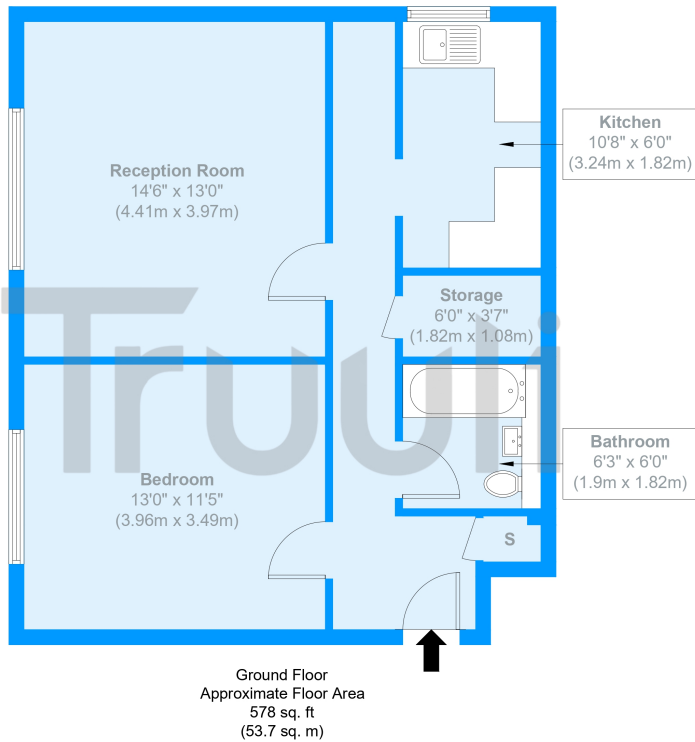 Kitchen
10'8" x 6'0"
(3.24m x 1.82m)
Reception Room
14'6" x 13'0"
(4.41m x 3.97m)
Storage
6'0" x 3'7"
(1.82m x 1.08m)
Truuli
Bathroom
6'3" x 6'0"
(1.9m x 1.82m)
Bedroom
13'0" x 11'5"
(3.96m x 3.49m)
S
Ground Floor
Approximate Floor Area
578 sq. ft
(53.7 sq. m)